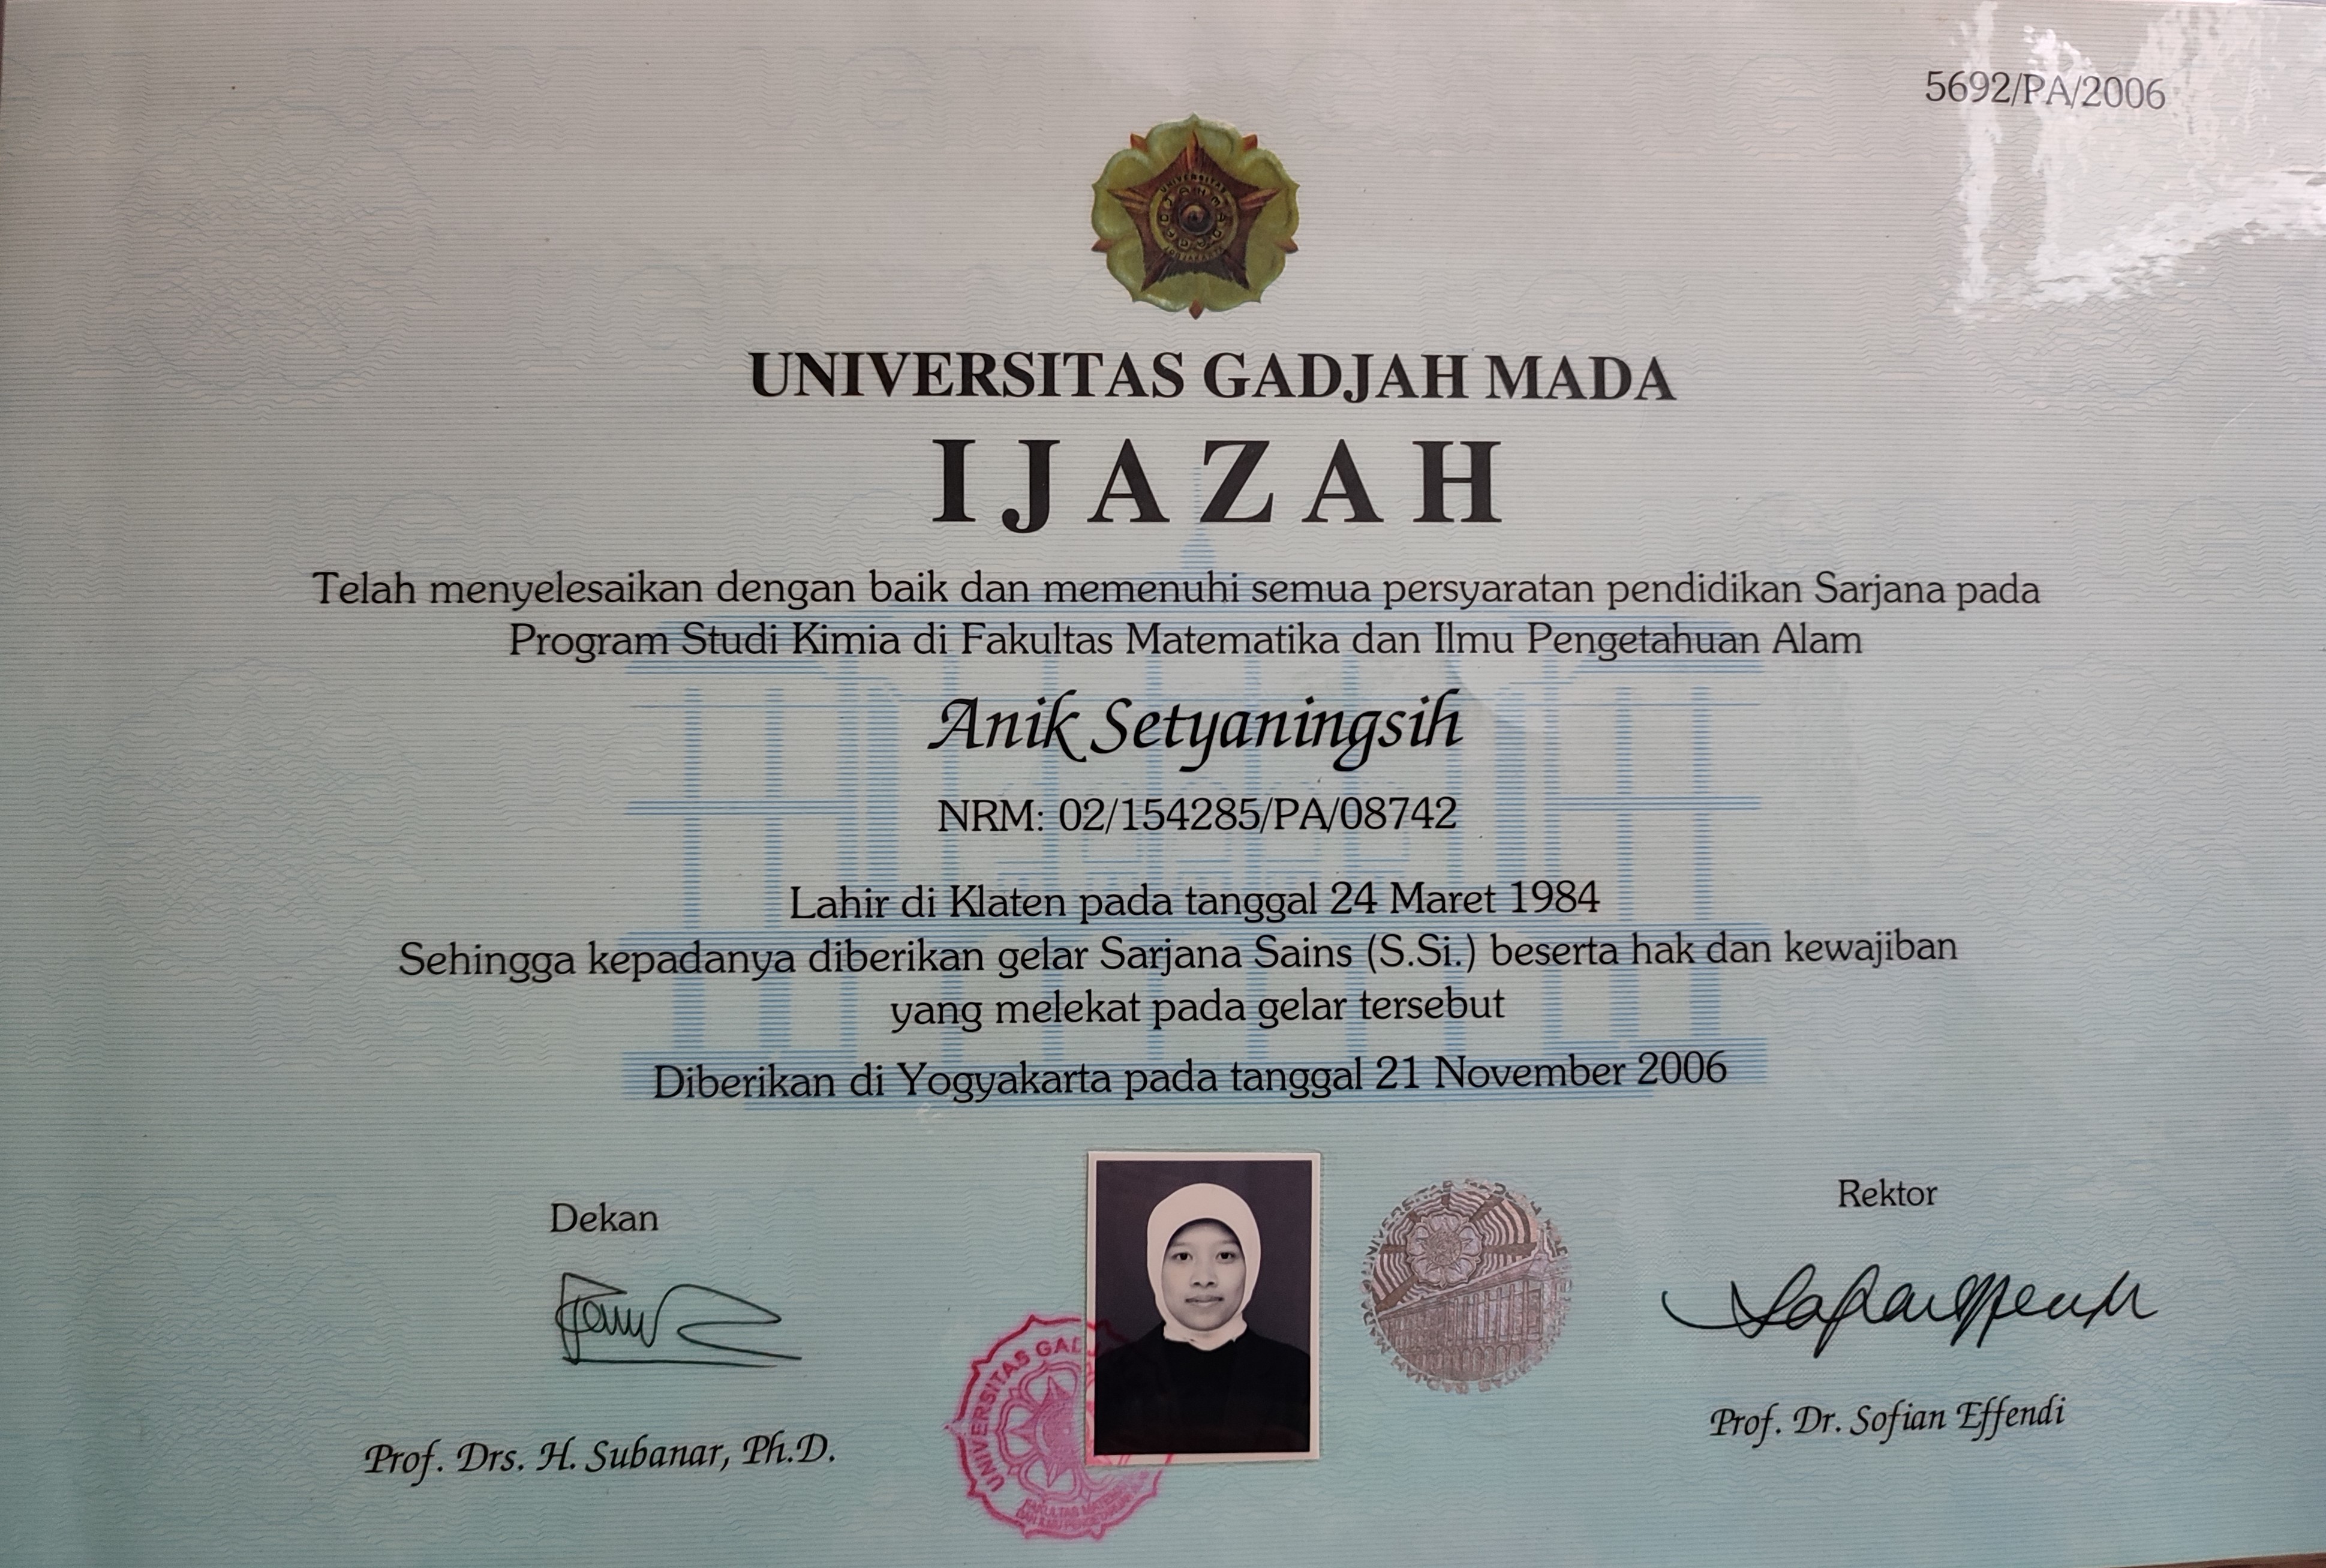 5692/PA/2006
UNIVERSITAS GADJAH MADA
IJAZAH
Telah menyelesaikan dengan baik dan memenuhi semua persyaratan pendidikan Sarjana pada
Program Studi Kimia di Fakultas Matematika dan Ilmu Pengetahuan Alam
Anik Setyaningsih
NRM: 02/154285/PA/08742
Lahir di Klaten pada tanggal 24 Maret 1984
Sehingga kepadanya diberikan gelar Sarjana Sains (S.Si.) beserta hak dan kewajiban
yang melekat pada gelar tersebut
Diberikan di Yogyakarta pada tanggal 21 November 2006
Dekan
Rektor
UNIVERSITAS
Prof. Drs. H. Subanar, Ph.D.
Prof. Dr. Sofian Effendi